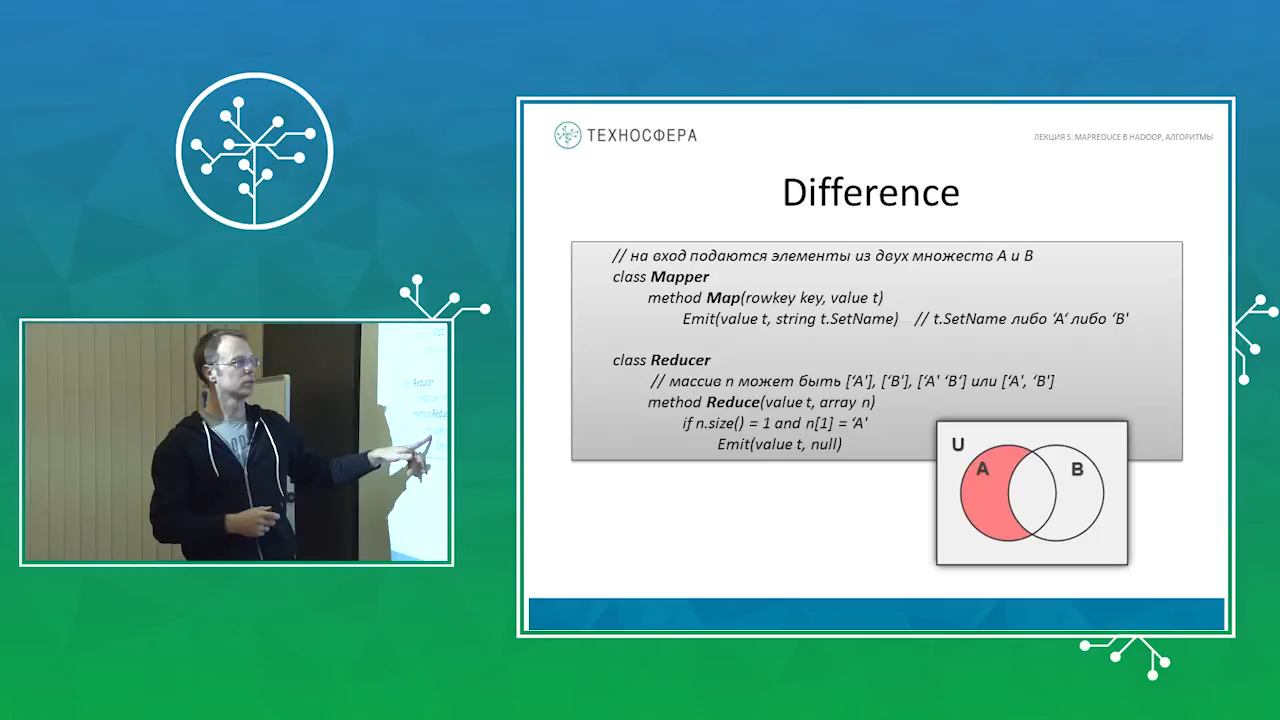 ТЕХНОСФЕРА
ЛЕКЦИЯ 5: MAPREDUCE В HADOOP, АЛГОРИТМЫ
Difference
// на вход подаются элементы из двух множеств A и B
class Mapper
method Map(rowkey key, value t)
Emit(value t, string t.SetName) // t.SetName либо ‘A‘ либо ‘B'
class Reducer
// массив n может быть [‘A'], [‘B'], [‘A' ‘B‘] или [‘A', ‘B']
method Reduce(value t, array n)
if n.size() = 1 and n[1] = ‘A'
Emit(value t, null)
U
A B